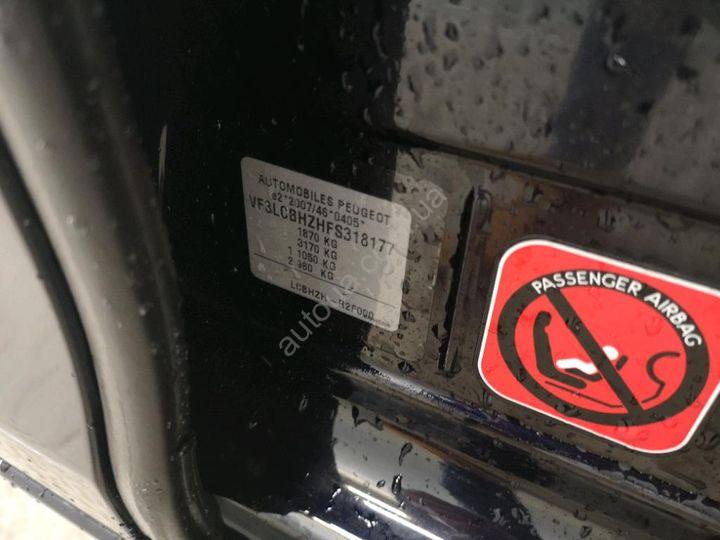 AUTOMOBILES PEUGEOT
e2*2007/46*0405*
VF3LCBHZHFS318177
1870 KG
3170 KG
1 1050 KG
2 980 KG
PASSENGER AIRBAG